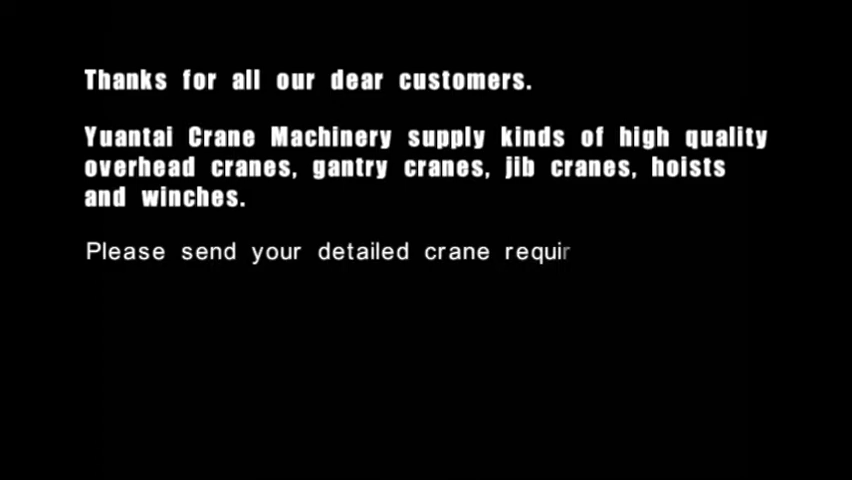 Thanks for all our dear customers.
Yuantai Crane Machinery supply kinds of high quality
overhead cranes, gantry cranes, jib cranes, hoists
and winches.
Please send your detailed crane requir